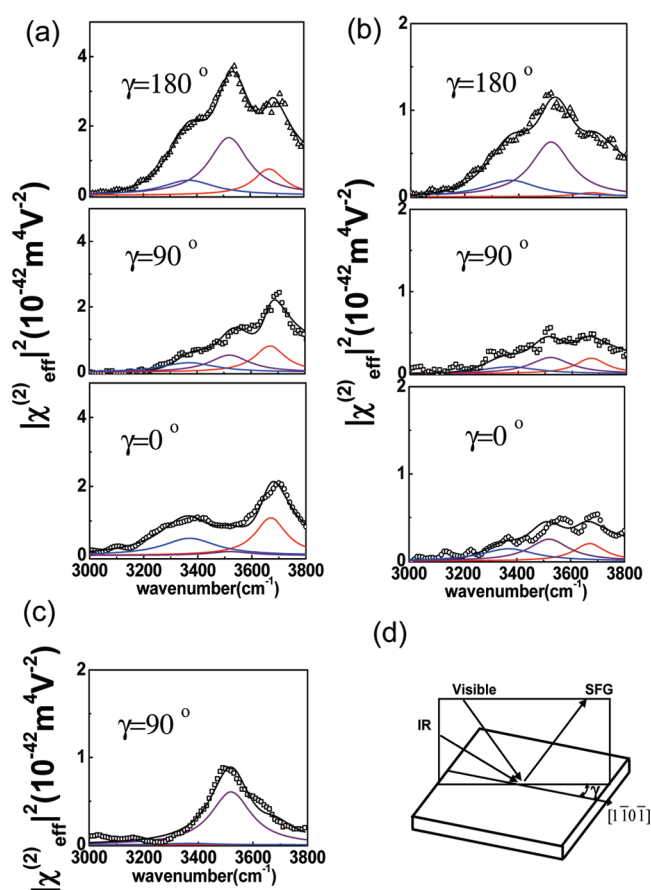 (a)
(b)
γ=180 °
γ=180 °
γ=90 °
γ=90 °
γ=0 °
γ=0 °
|χ(2)eff|2(10-42m4V-2)
|χ(2)eff|2(10-42m4V-2)
4
2
0
4
2
0
4
2
0
3000 3200 3400 3600 3800
wavenumber(cm-1)
2
1
0
2
1
0
2
1
0
3000 3200 3400 3600 3800
wavenumber(cm-1)
(c)
γ=90 °
|χ(2)eff|2(10-42m4V-2)
2
1
0
3000 3200 3400 3600 3800
wavenumber(cm-1)
(d)
Visible
SFG
IR
γ
[11̄01̄]